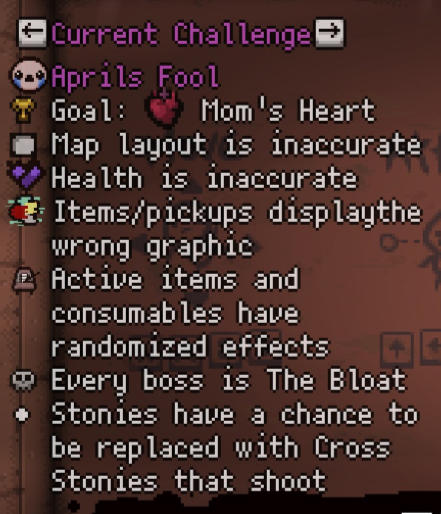 Current Challenge
Aprils Fool
Goal: Mom's Heart
Map layout is inaccurate
Health is inaccurate
Items/pickups displaythe
wrong graphic
Active items and
consumables have
randomized effects
Every boss is The Bloat
Stonies have a chance to
be replaced with Cross
Stonies that shoot